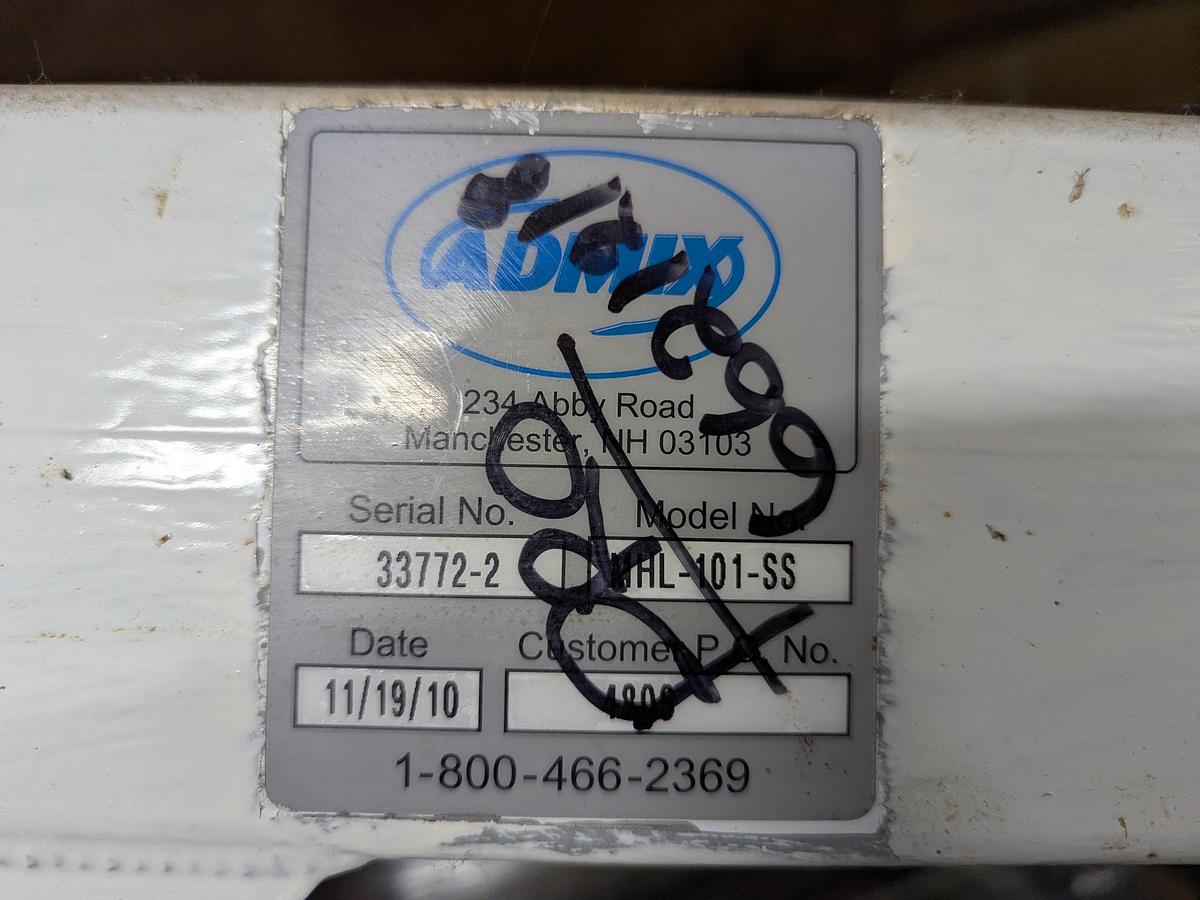 ADMIX
234 Abby Road
Manchester, NH 03103
Serial No. Model No.
33772-2 MHL-101-SS
Date Customer P.O. No.
11/19/10
1-800-466-2369